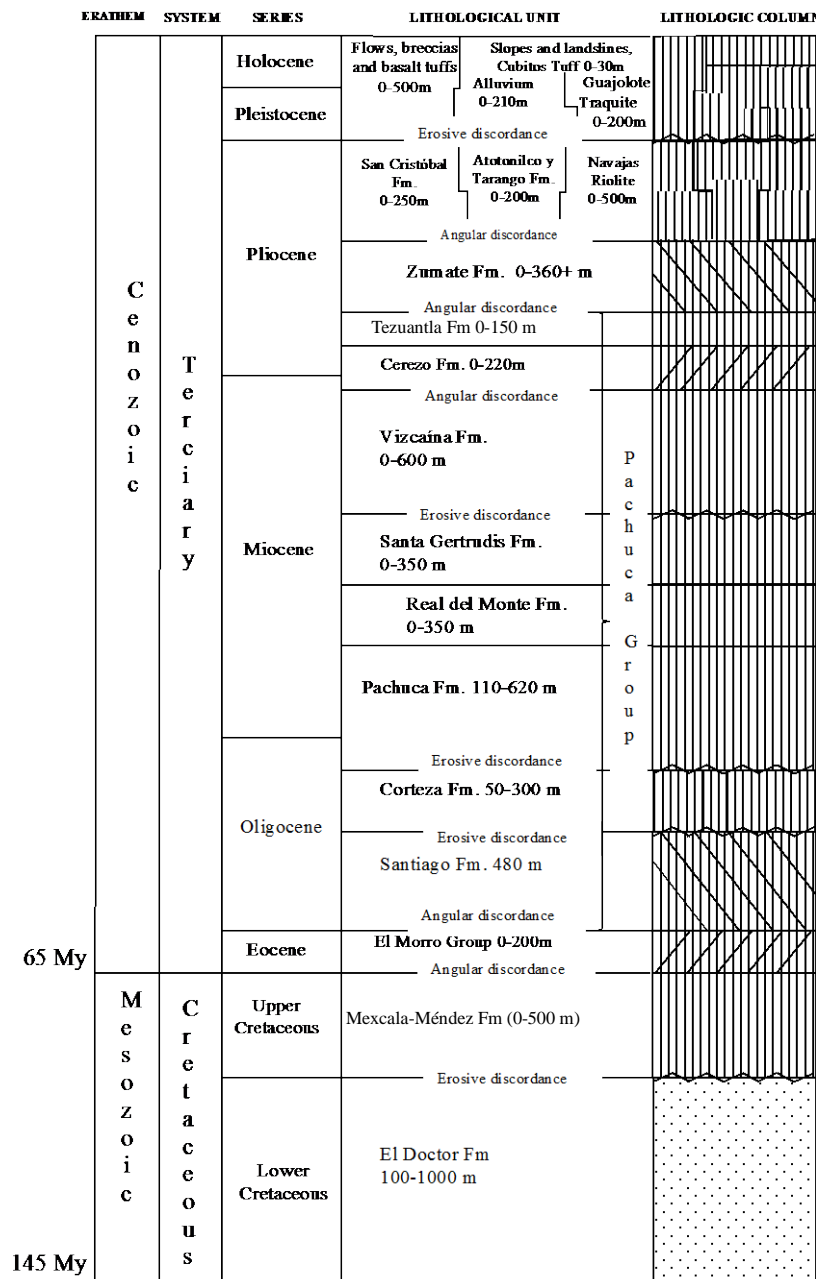 ERATHEM SYSTEM SERIES LITHOLOGICAL UNIT LITHOLOGIC COLUMN
Holocene
Flows, breccias
and basalt tuffs
0-500m
Slopes and landslines,
Cubitos Tuff 0-30m
Alluvium
0-210m
Guajolote
Traquite
0-200m
Pleistocene
Erosive discordance
San Cristóbal
Fm.
0-250m
Atotonilco y
Tarango Fm.
0-200m
Navajas
Riolite
0-500m
Angular discordance
Pliocene
Zumate Fm. 0-360+ m
Angular discordance
Tezuantla Fm 0-150 m
Cerezo Fm. 0-220m
Angular discordance
Cenozoic
Terciary
Vizcaína Fm.
0-600 m
Erosive discordance
Miocene
Santa Gertrudis Fm.
0-350 m
Real del Monte Fm.
0-350 m
Pachuca Group
Pachuca Fm. 110-620 m
Erosive discordance
Corteza Fm. 50-300 m
Oligocene
Erosive discordance
Santiago Fm. 480 m
Angular discordance
Eocene
El Morro Group 0-200m
65 My
Angular discordance
Mesozoic
Cretaceous
Upper
Cretaceous
Mexcala-Méndez Fm (0-500 m)
Erosive discordance
El Doctor Fm
100-1000 m
Lower
Cretaceous
145 My